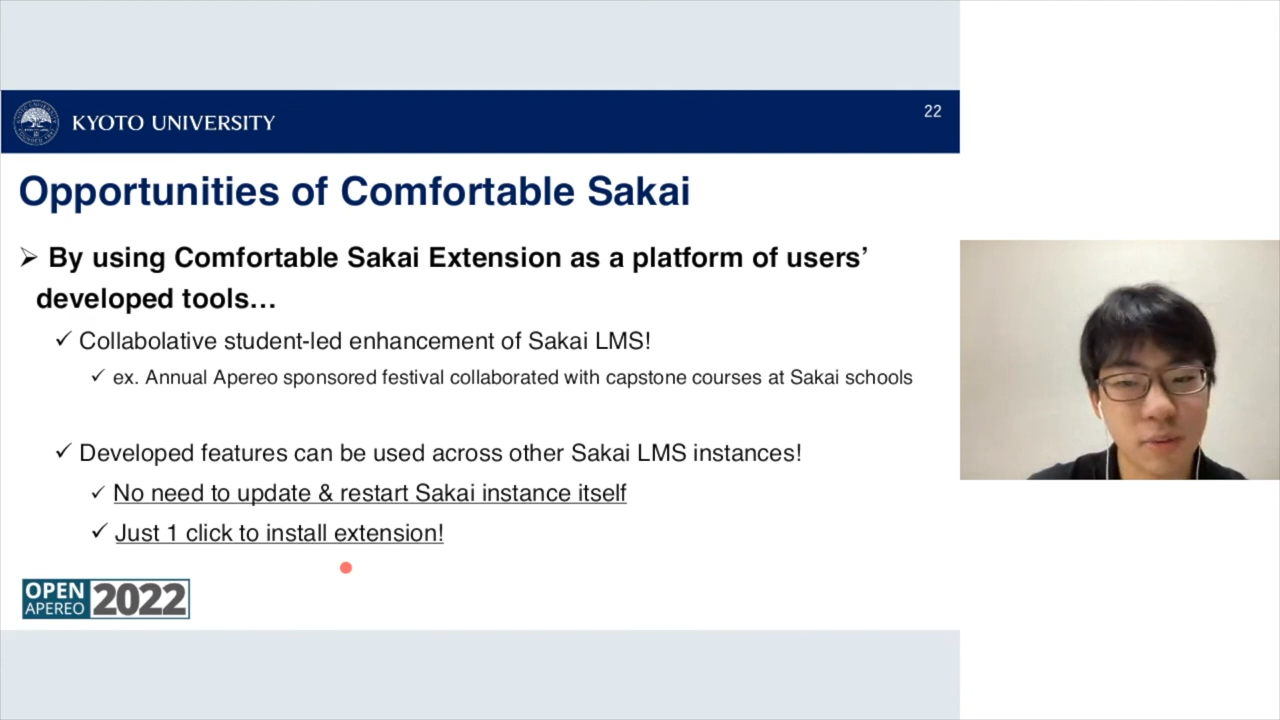 KYOTO UNIVERSITY
22
Opportunities of Comfortable Sakai
➢ By using Comfortable Sakai Extension as a platform of users’
developed tools…
✓ Collabolative student-led enhancement of Sakai LMS!
✓ ex. Annual Apereo sponsored festival collaborated with capstone courses at Sakai schools
✓ Developed features can be used across other Sakai LMS instances!
✓ No need to update & restart Sakai instance itself
✓ Just 1 click to install extension!
OPEN
APEREO
2022